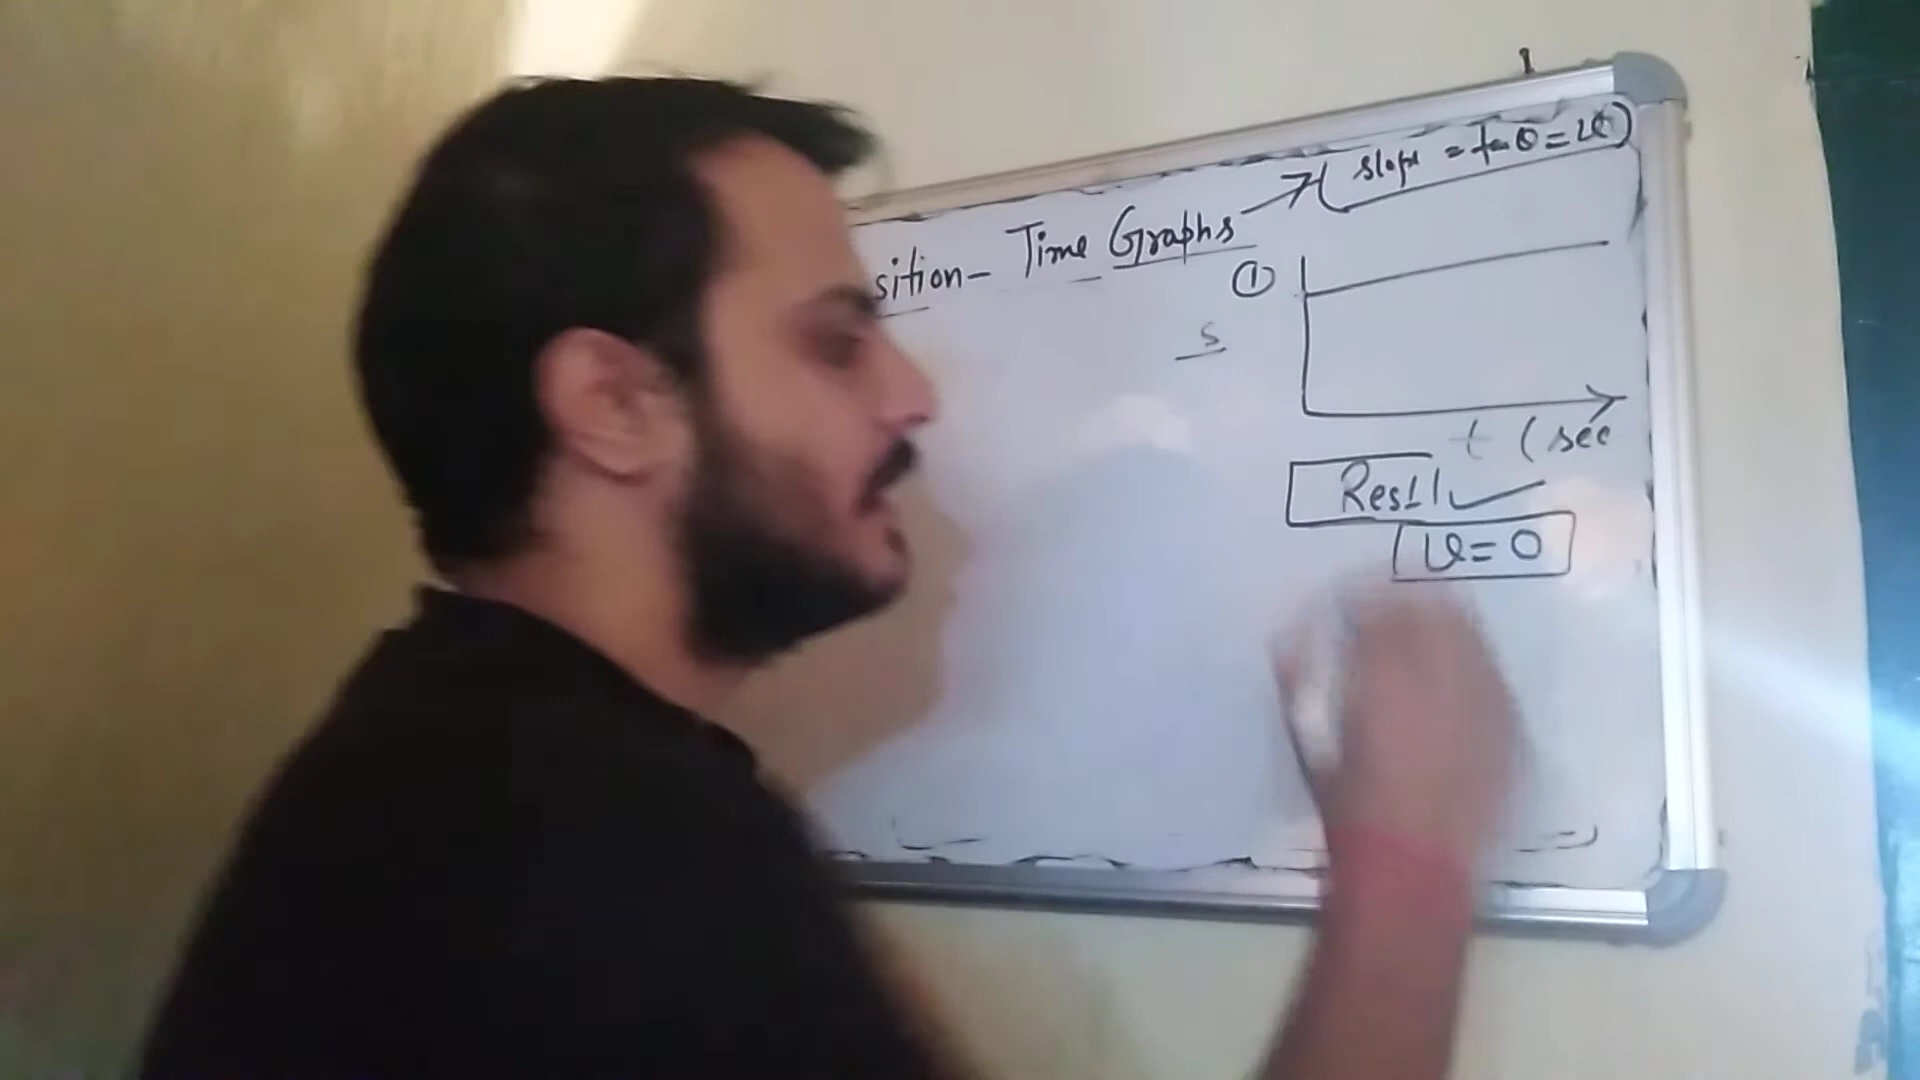 slope = tan θ = v
sition- Time Graphs
①
s
t (sec
Rest
v = 0